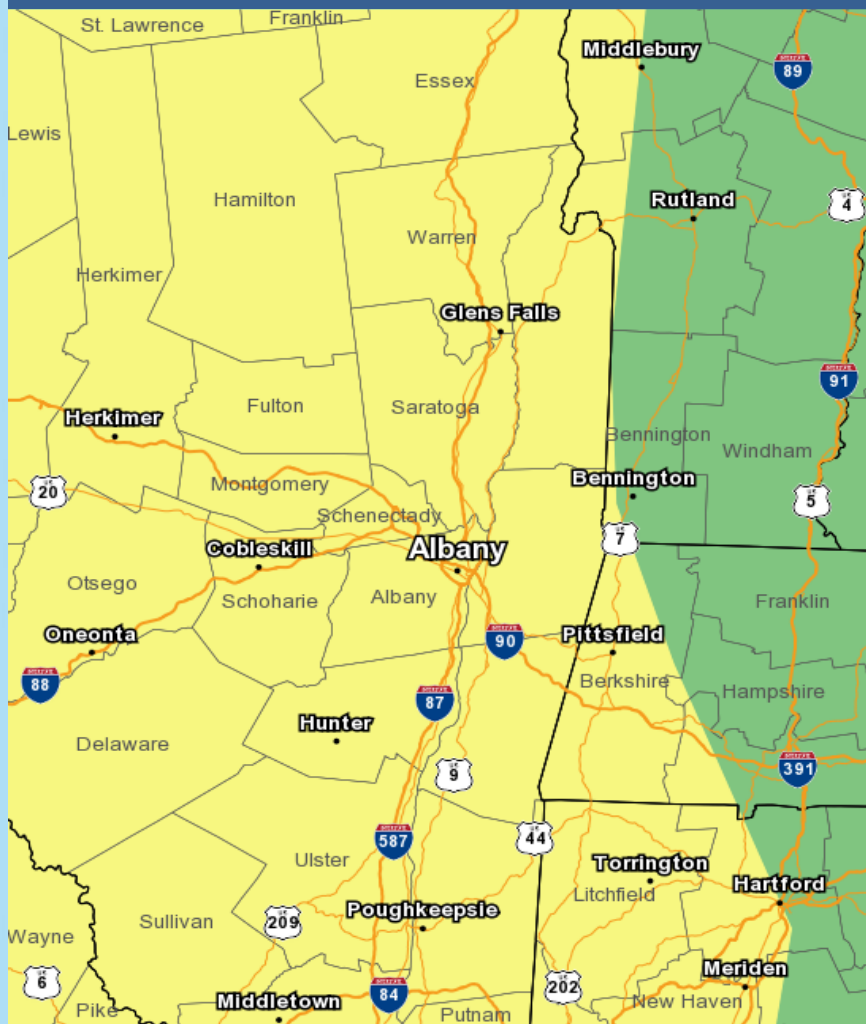 St. Lawrence
Franklin
Middlebury
89
Essex
Lewis
Hamilton
Rutland
4
Warren
Herkimer
Glens Falls
91
Fulton
Saratoga
Herkimer
Bennington
Windham
Bennington
Montgomery
20
5
Schenectady
7
Cobleskill
Albany
Otsego
Schoharie
Albany
Franklin
Oneonta
90
Pittsfield
88
Berkshire
Hampshire
87
Hunter
Delaware
9
391
587
44
Ulster
Torrington
Hartford
Litchfield
Poughkeepsie
Sullivan
209
Wayne
Meriden
6
84
202
Middletown
New Haven
Pike
Putnam